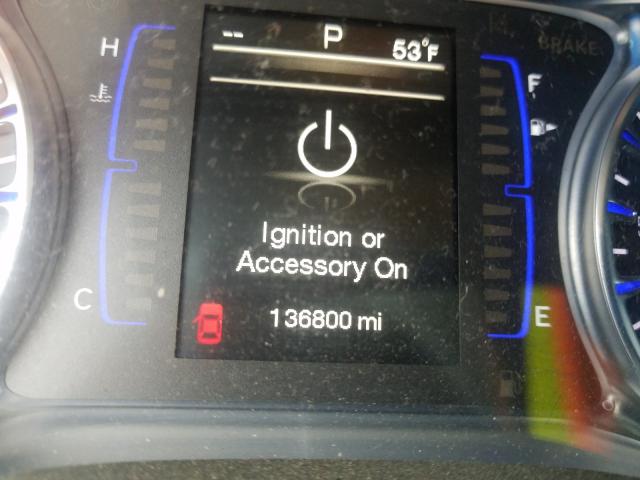 -- P 53°F
H
BRAKE
F
Ignition or
Accessory On
C
136800 mi
E